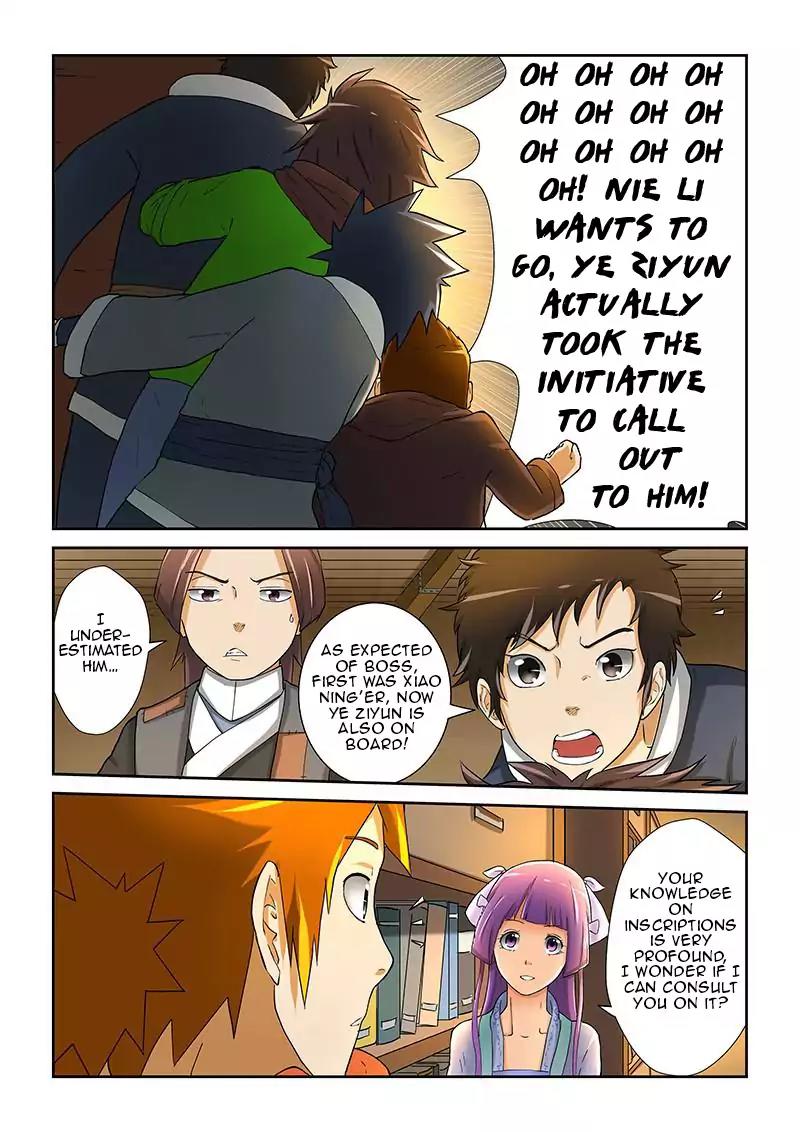 OH OH OH OH
OH OH OH OH
OH OH OH OH
OH! NIE LI
WANTS TO
GO, YE ZIYUN
ACTUALLY
TOOK THE
INITIATIVE
TO CALL
OUT
TO HIM!
I
UNDER-
ESTIMATED
HIM...
AS EXPECTED
OF BOSS,
FIRST WAS XIAO
NING'ER, NOW
YE ZIYUN IS
ALSO ON
BOARD!
YOUR
KNOWLEDGE
ON
INSCRIPTIONS
IS VERY
PROFOUND,
I WONDER IF I
CAN CONSULT
YOU ON IT?